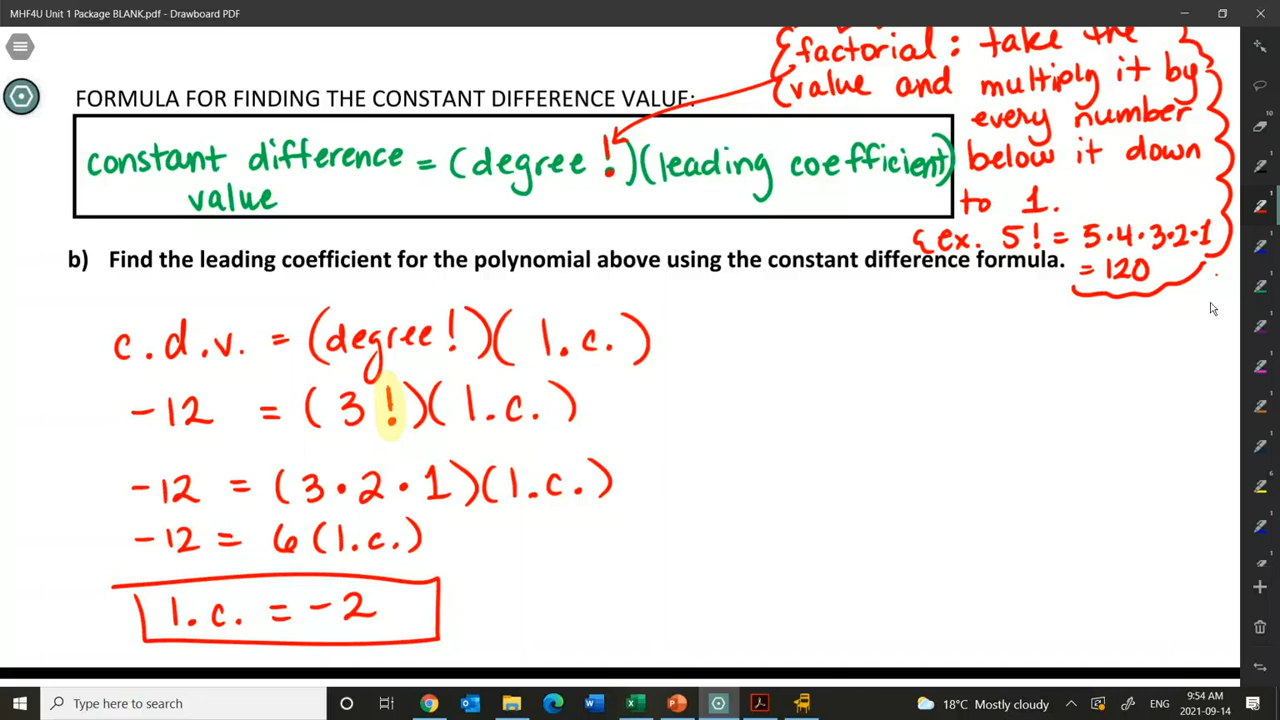 MHF4U Unit 1 Package BLANK.pdf - Drawboard PDF
{factorial : take the
value and multiply it by
every number
below it down
to 1.
{ex. 5! = 5·4·3·2·1
= 120
FORMULA FOR FINDING THE CONSTANT DIFFERENCE VALUE:
constant difference value = (degree!)(leading coefficient)
b) Find the leading coefficient for the polynomial above using the constant difference formula.
c.d.v. = (degree!)(l.c.)
-12 = (3!)(l.c.)
-12 = (3·2·1)(l.c.)
-12 = 6(l.c.)
l.c. = -2
Type here to search
18°C Mostly cloudy
ENG
9:54 AM
2021-09-14